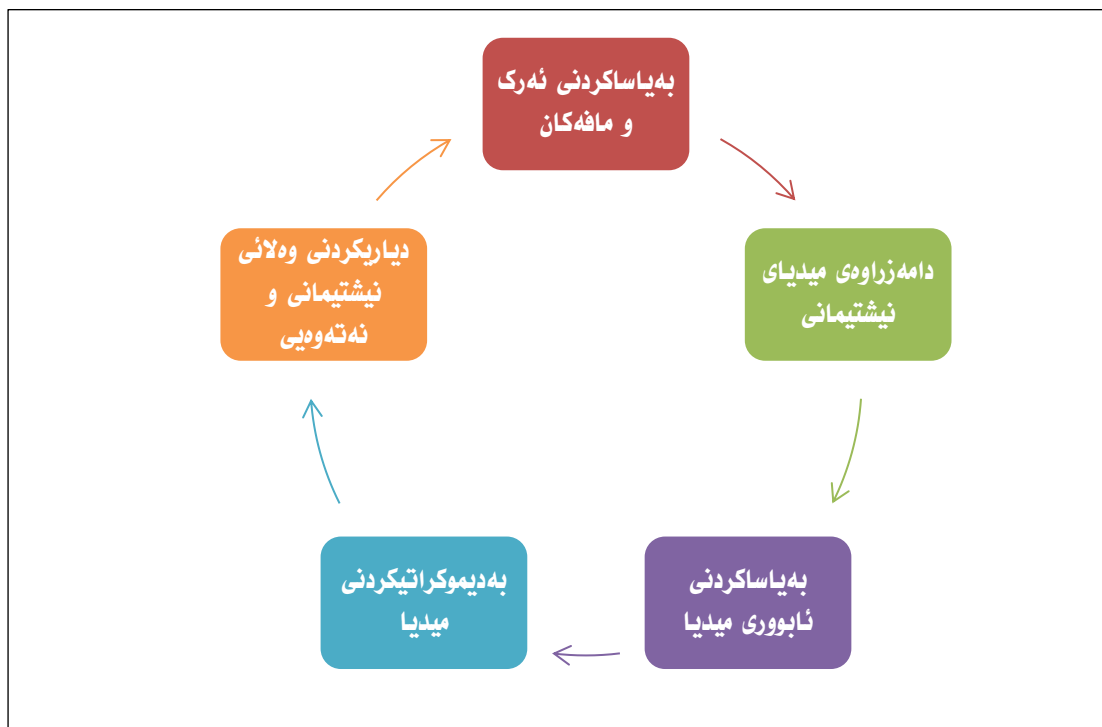 بەیاساکردنی ئەرک
و مافەکان
دامەزراوەی میدیای
نیشتیمانی
بەیاساکردنی
ئابووری میدیا
بەدیموکراتیکردنی
میدیا
دیاریکردنی وەلائی
نیشتیمانی و
نەتەوەیی